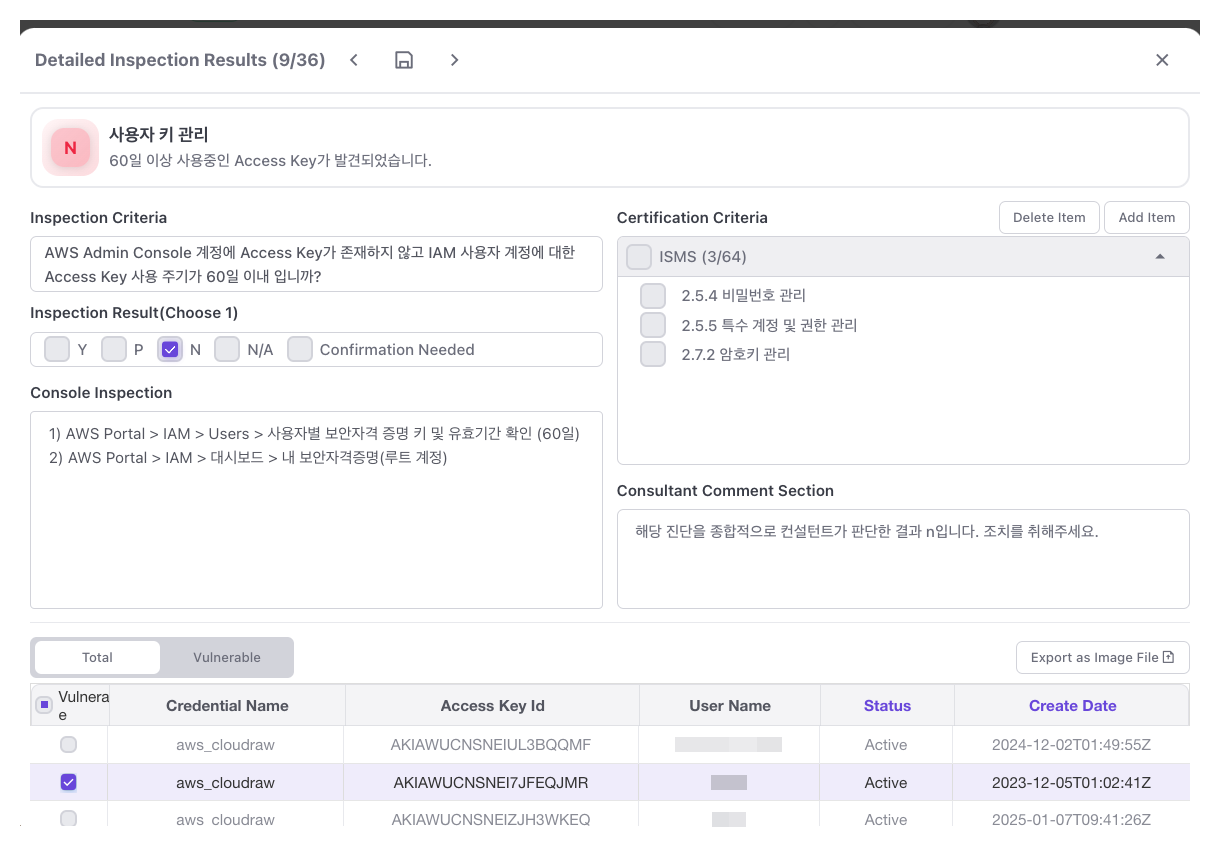 Detailed Inspection Results (9/36)
N
사용자 키 관리
60일 이상 사용중인 Access Key가 발견되었습니다.
Inspection Criteria
AWS Admin Console 계정에 Access Key가 존재하지 않고 IAM 사용자 계정에 대한
Access Key 사용 주기가 60일 이내 입니까?
Inspection Result(Choose 1)
Y P N N/A Confirmation Needed
Console Inspection
1) AWS Portal > IAM > Users > 사용자별 보안자격 증명 키 및 유효기간 확인 (60일)
2) AWS Portal > IAM > 대시보드 > 내 보안자격증명(루트 계정)
Certification Criteria
Delete Item Add Item
ISMS (3/64)
2.5.4 비밀번호 관리
2.5.5 특수 계정 및 권한 관리
2.7.2 암호키 관리
Consultant Comment Section
해당 진단을 종합적으로 컨설턴트가 판단한 결과 n입니다. 조치를 취해주세요.
Total Vulnerable
Export as Image File
Vulnera
e
Credential Name Access Key Id User Name Status Create Date
aws_cloudraw AKIAWUCNSNEIUL3BQQMF Active 2024-12-02T01:49:55Z
aws_cloudraw AKIAWUCNSNEI7JFEQJMR Active 2023-12-05T01:02:41Z
aws_cloudraw AKIAWUCNSNEIZJH3WKEQ Active 2025-01-07T09:41:26Z